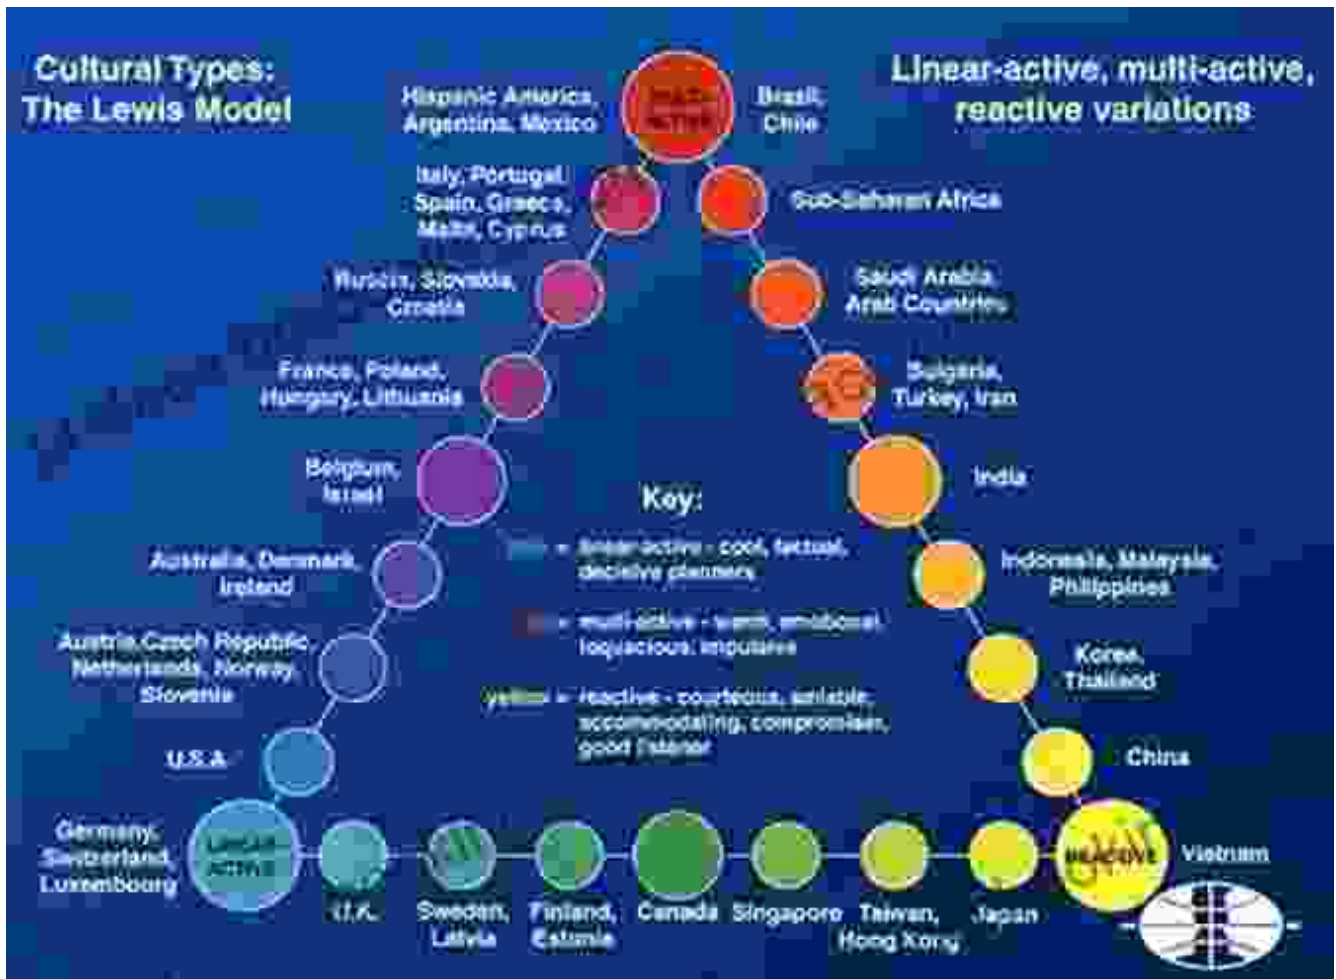 Cultural Types:
The Lewis Model
Linear-active, multi-active,
reactive variations
Hispanic America,
Argentina, Mexico
MULTI-
ACTIVE
Brazil,
Chile
Italy, Portugal,
Spain, Greece,
Malta, Cyprus
Sub-Saharan Africa
Russia, Slovakia,
Croatia
Saudi Arabia,
Arab Countries
France, Poland,
Hungary, Lithuania
Bulgaria,
Turkey, Iran
Belgium,
Israel
India
Key:
= linear-active - cool, factual,
decisive planners
= multi-active - warm, emotional,
loquacious, impulsive
yellow = reactive - courteous, amiable,
accommodating, compromiser,
good listener
Australia, Denmark,
Ireland
Indonesia, Malaysia,
Philippines
Austria, Czech Republic,
Netherlands, Norway,
Slovenia
Korea,
Thailand
U.S.A.
China
Germany,
Switzerland,
Luxembourg
LINEAR-
ACTIVE
REACTIVE
Vietnam
U.K.
Sweden,
Latvia
Finland,
Estonia
Canada
Singapore
Taiwan,
Hong Kong
Japan